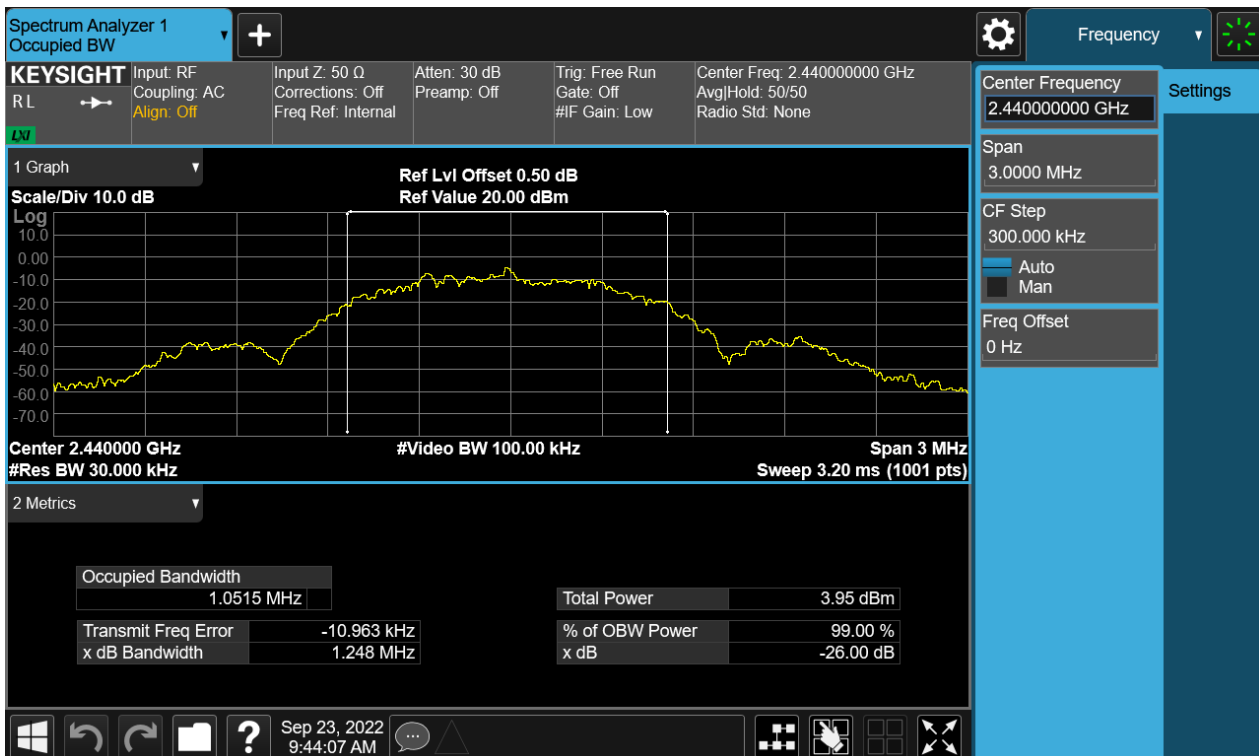 Spectrum Analyzer 1
Occupied BW
+
Frequency
KEYSIGHT
R L
LXI
Input: RF
Coupling: AC
Align: Off
Input Z: 50 Ω
Corrections: Off
Freq Ref: Internal
Atten: 30 dB
Preamp: Off
Trig: Free Run
Gate: Off
#IF Gain: Low
Center Freq: 2.440000000 GHz
Avg|Hold: 50/50
Radio Std: None
Center Frequency
2.440000000 GHz
Settings
Span
3.0000 MHz
CF Step
300.000 kHz
Auto
Man
Freq Offset
0 Hz
1 Graph
Scale/Div 10.0 dB
Ref Lvl Offset 0.50 dB
Ref Value 20.00 dBm
Log
10.0
0.00
-10.0
-20.0
-30.0
-40.0
-50.0
-60.0
-70.0
Center 2.440000 GHz
#Video BW 100.00 kHz
Span 3 MHz
#Res BW 30.000 kHz
Sweep 3.20 ms (1001 pts)
2 Metrics
Occupied Bandwidth
1.0515 MHz
Total Power 3.95 dBm
Transmit Freq Error -10.963 kHz
% of OBW Power 99.00 %
x dB Bandwidth 1.248 MHz
x dB -26.00 dB
?
Sep 23, 2022
9:44:07 AM